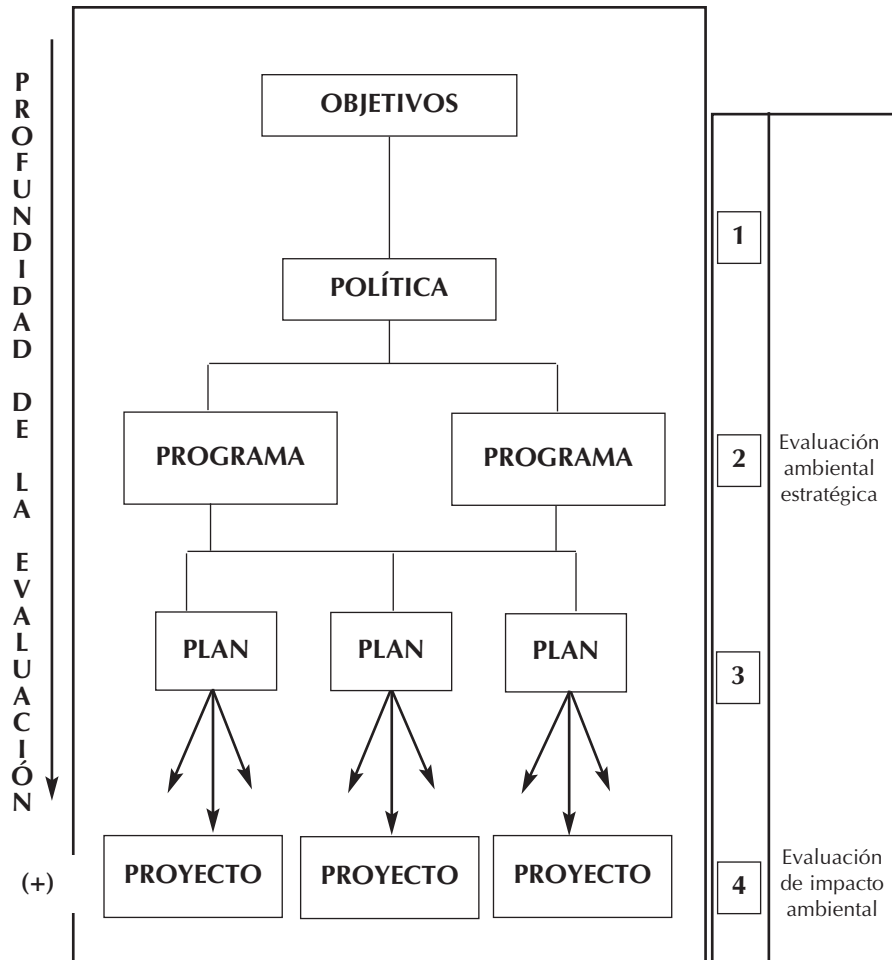 PROFUNDIDAD DE LA EVALUACIÓN
(+)
OBJETIVOS
POLÍTICA
PROGRAMA
PROGRAMA
PLAN
PLAN
PLAN
PROYECTO
PROYECTO
PROYECTO
1
2
Evaluación
ambiental
estratégica
3
4
Evaluación
de impacto
ambiental